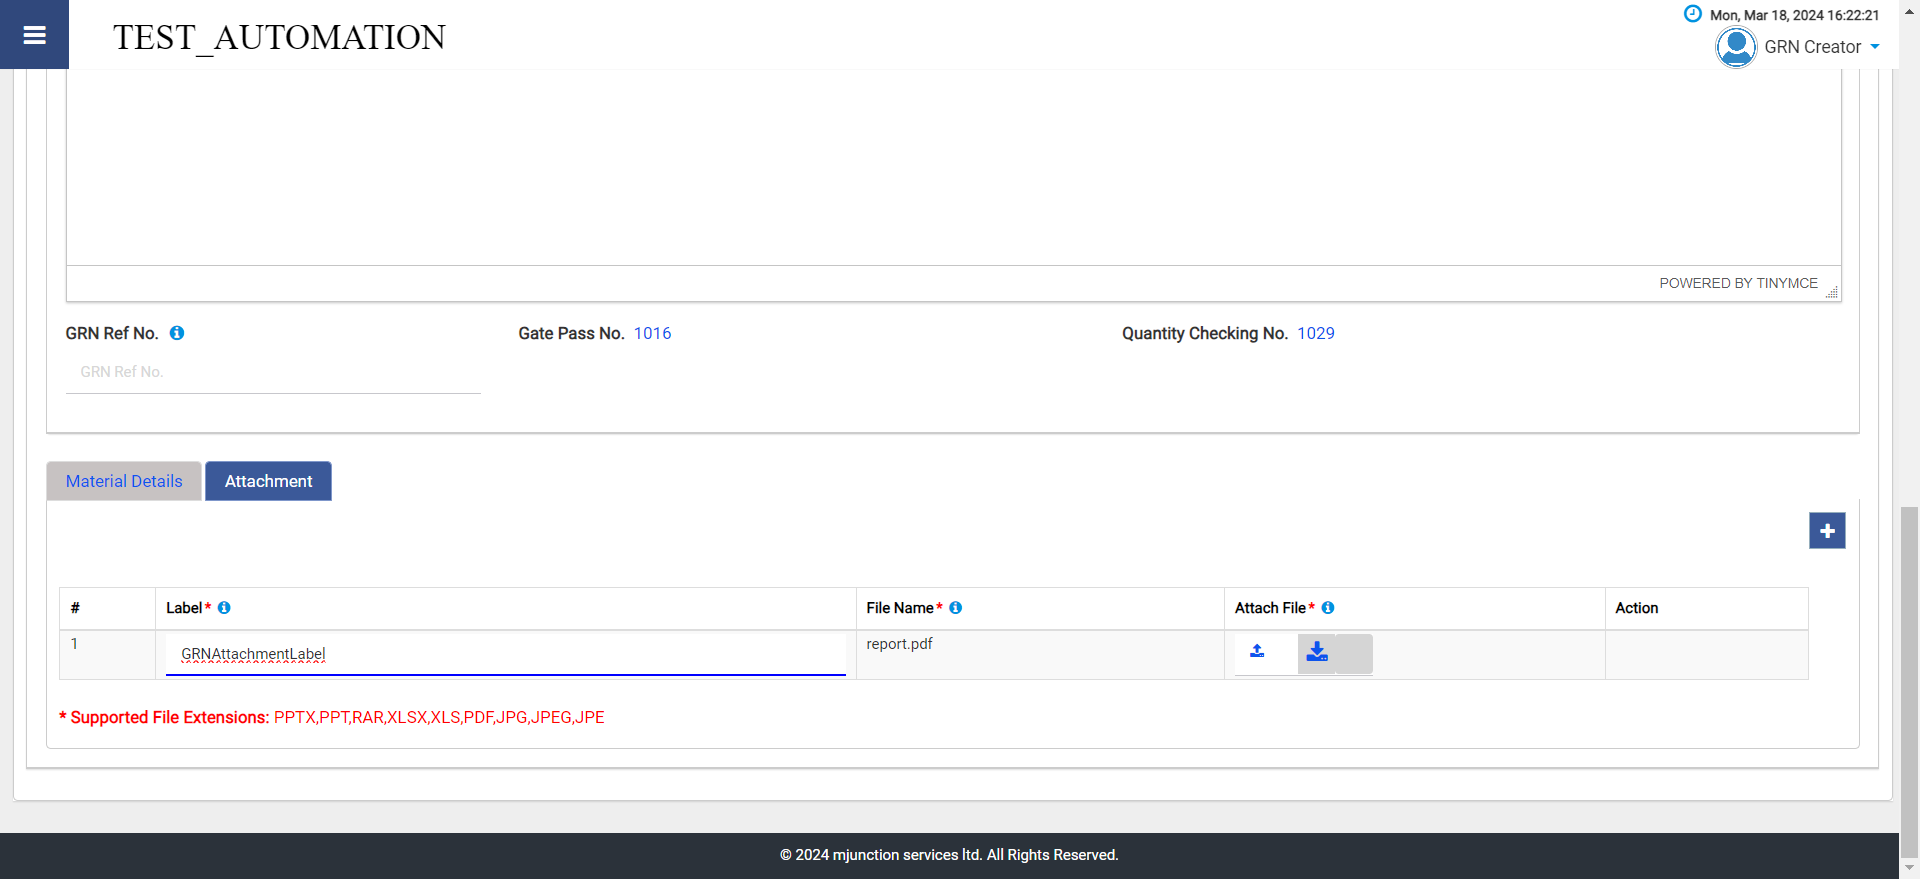 TEST_AUTOMATION
Mon, Mar 18, 2024 16:22:21
GRN Creator
POWERED BY TINYMCE
GRN Ref No.
Gate Pass No. 1016
Quantity Checking No. 1029
GRN Ref No.
Material Details
Attachment
# Label* File Name* Attach File* Action
1 GRNAttachmentLabel report.pdf
* Supported File Extensions: PPTX,PPT,RAR,XLSX,XLS,PDF,JPG,JPEG,JPE
© 2024 mjunction services ltd. All Rights Reserved.